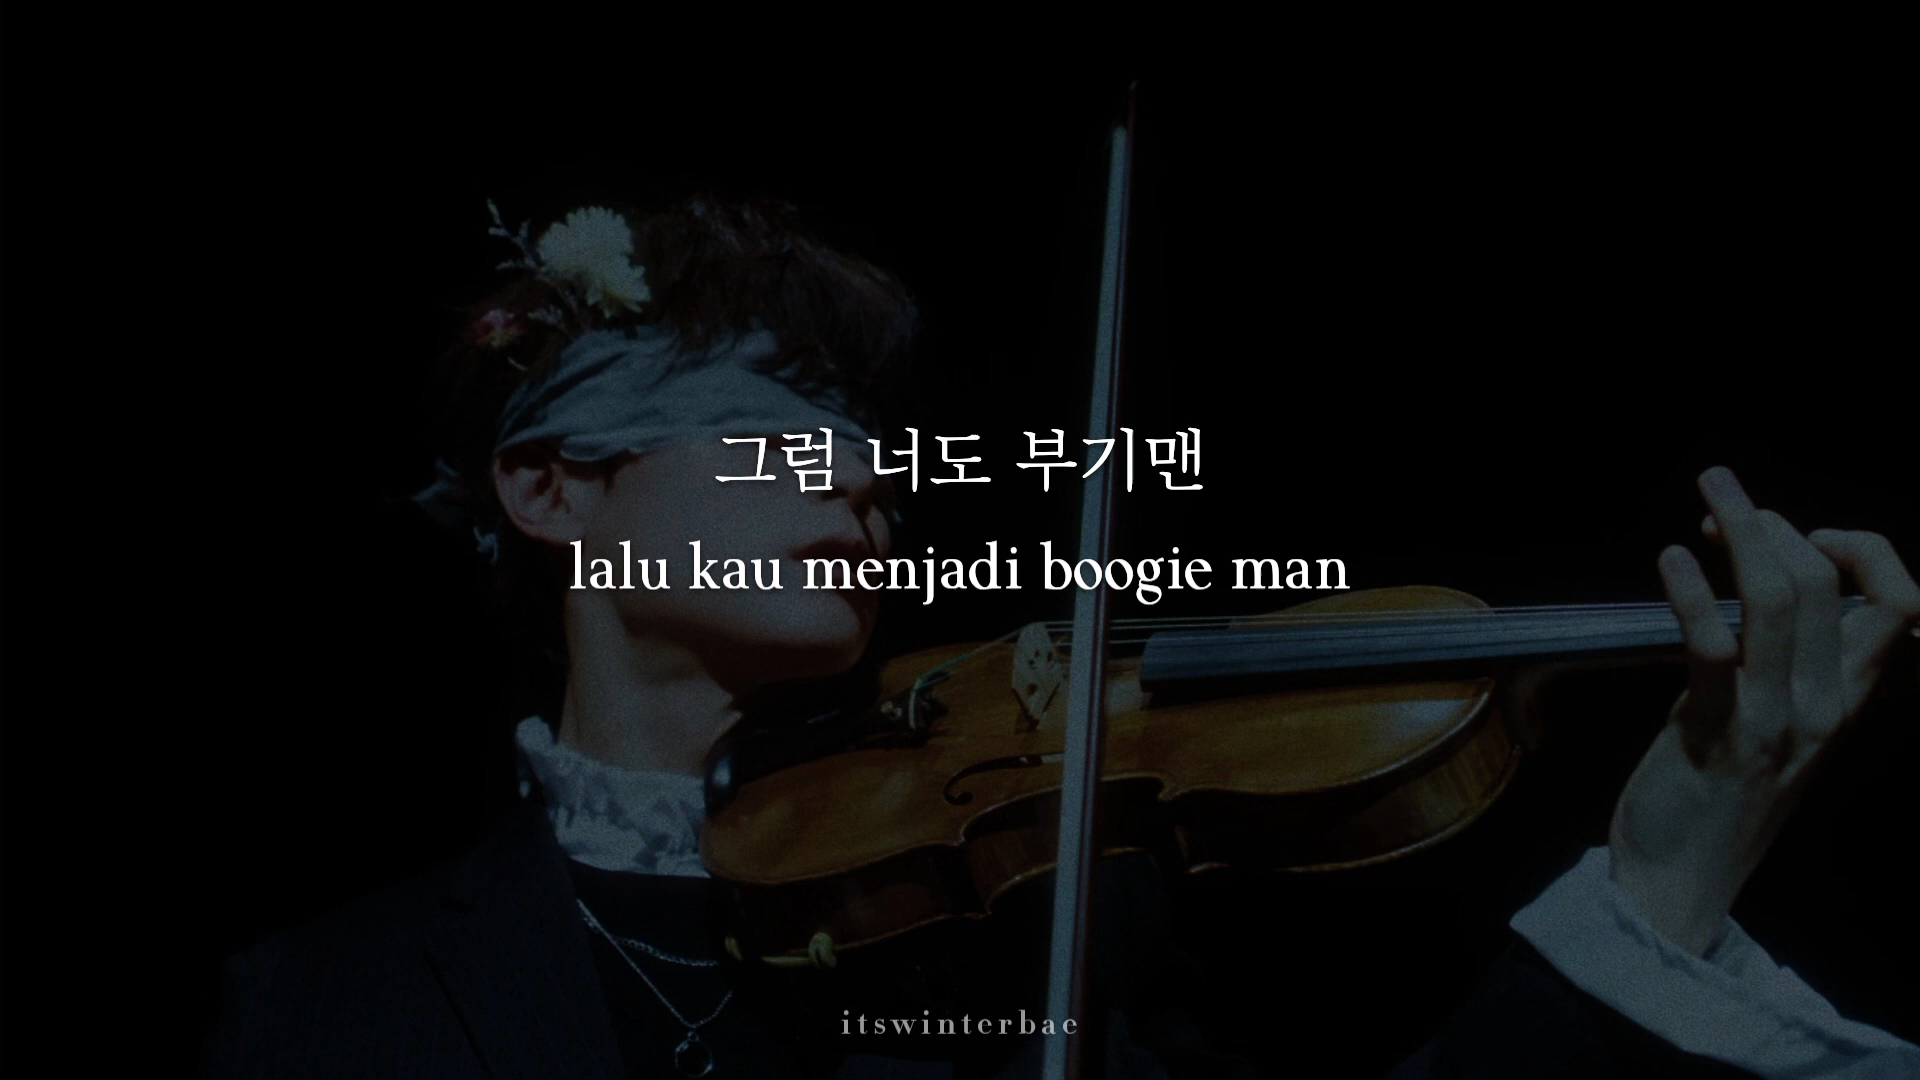 그럼 너도 부기맨
lalu kau menjadi boogie man
itswinterbae